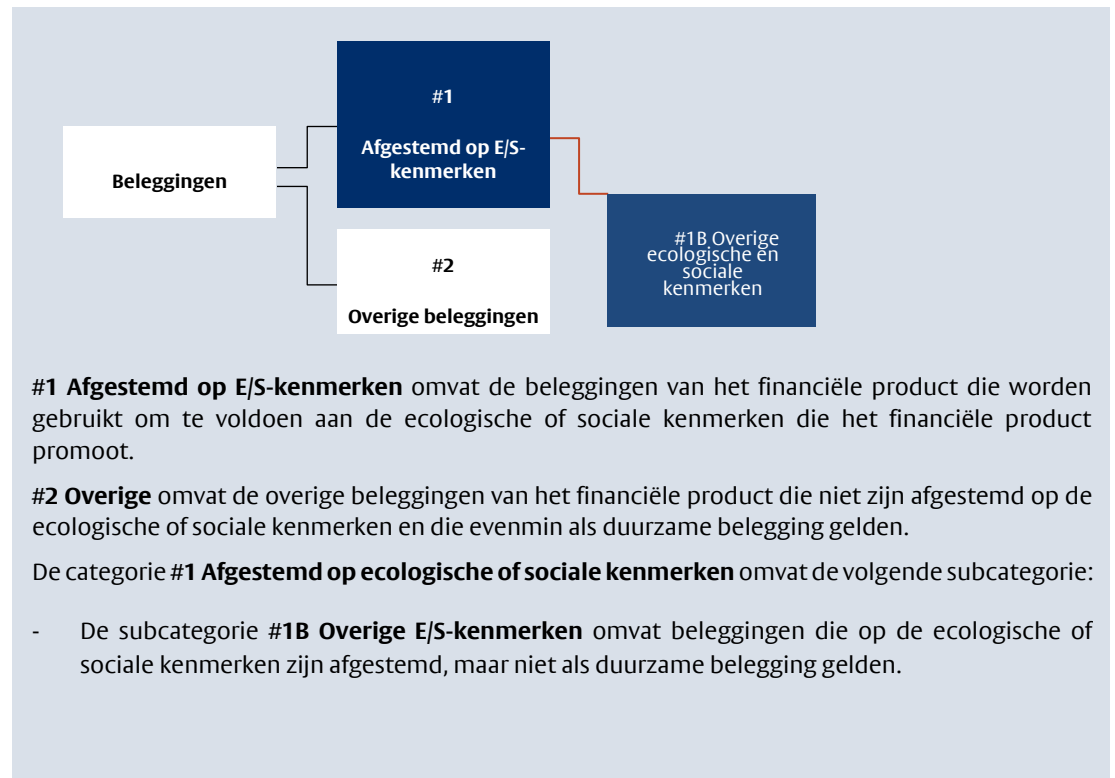 #1
Afgestemd op E/S-
kenmerken
Beleggingen
#2
Overige beleggingen
#1B Overige
ecologische en
sociale
kenmerken
#1 Afgestemd op E/S-kenmerken omvat de beleggingen van het financiële product die worden
gebruikt om te voldoen aan de ecologische of sociale kenmerken die het financiële product
promoot.
#2 Overige omvat de overige beleggingen van het financiële product die niet zijn afgestemd op de
ecologische of sociale kenmerken en die evenmin als duurzame belegging gelden.
De categorie #1 Afgestemd op ecologische of sociale kenmerken omvat de volgende subcategorie:
- De subcategorie #1B Overige E/S-kenmerken omvat beleggingen die op de ecologische of
sociale kenmerken zijn afgestemd, maar niet als duurzame belegging gelden.